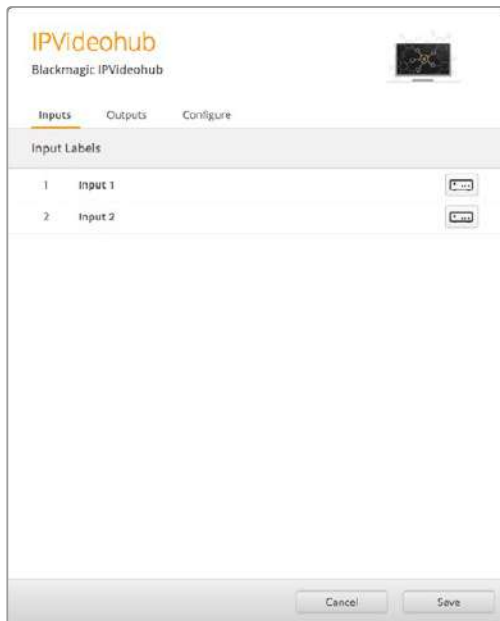 IPVideohub
Blackmagic IPVideohub
Inputs Outputs Configure
Input Labels
1 Input 1
2 Input 2
Cancel Save